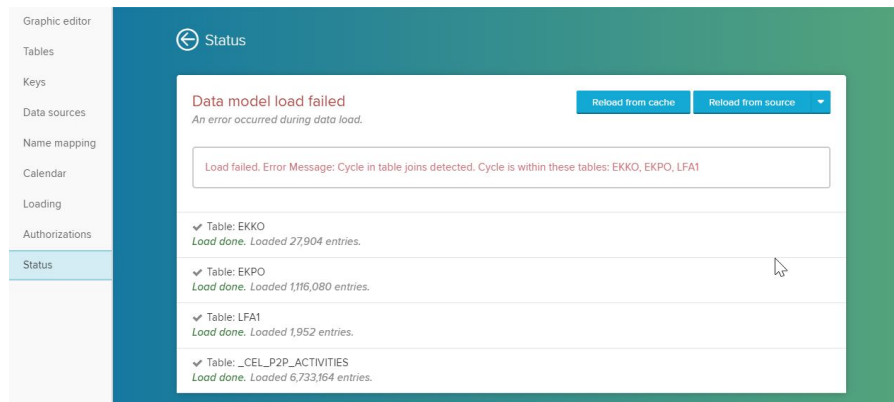 Graphic editor
Tables
Keys
Data sources
Name mapping
Calendar
Loading
Authorizations
Status
Status
Data model load failed
An error occurred during data load.
Reload from cache
Reload from source
Load failed. Error Message: Cycle in table joins detected. Cycle is within these tables: EKKO, EKPO, LFA1
Table: EKKO
Load done. Loaded 27,904 entries.
Table: EKPO
Load done. Loaded 1,116,080 entries.
Table: LFA1
Load done. Loaded 1,952 entries.
Table: _CEL_P2P_ACTIVITIES
Load done. Loaded 6,733,164 entries.